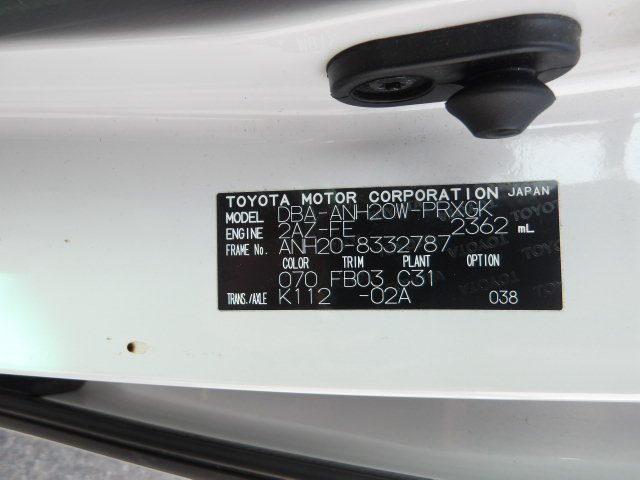 TOYOTA MOTOR CORPORATION JAPAN
MODEL DBA-ANH20W-PRXGK
ENGINE 2AZ-FE 2362 mL
FRAME No. ANH20-8332787
COLOR TRIM PLANT OPTION
070 FB03 C31
TRANS./AXLE K112 -02A 038